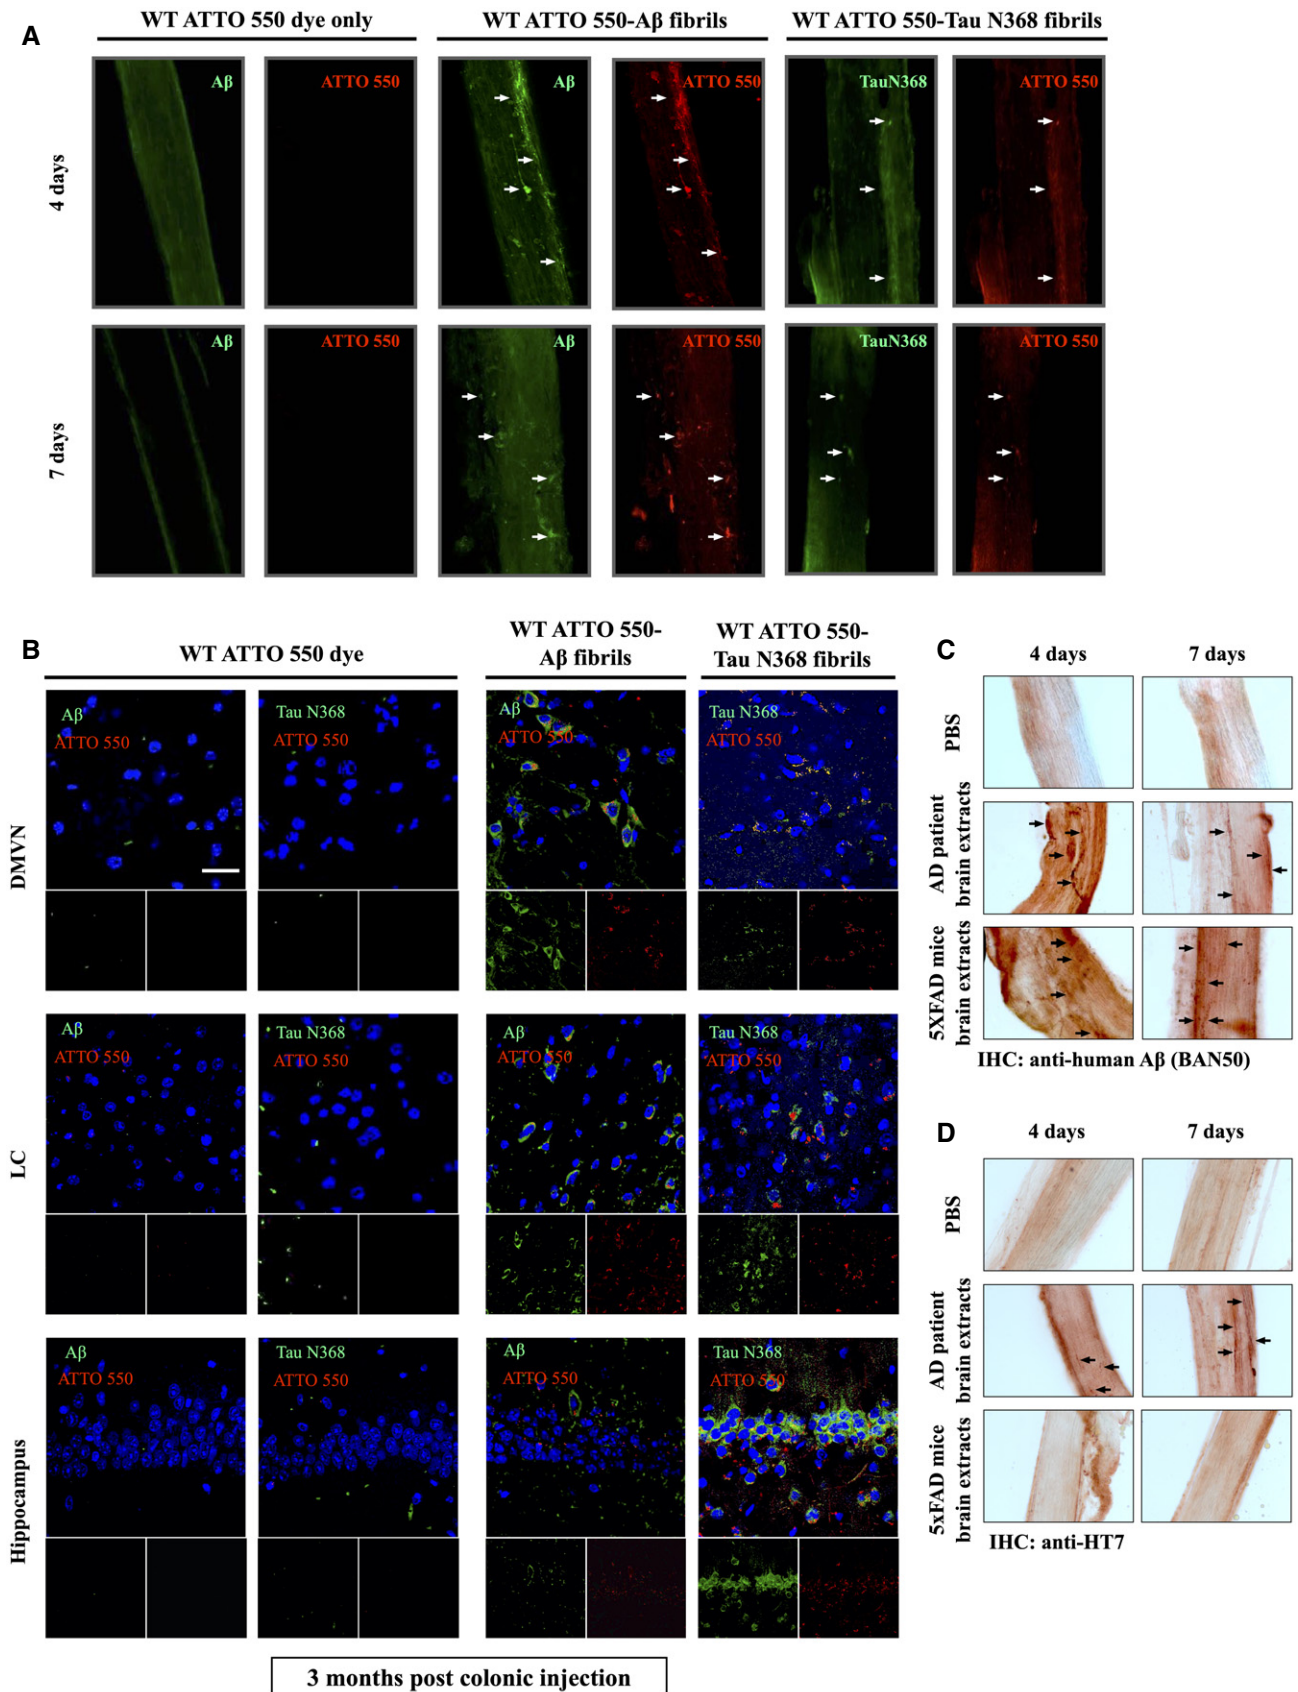 A
WT ATTO 550 dye only
WT ATTO 550-Aβ fibrils
WT ATTO 550-Tau N368 fibrils
4 days
Aβ
ATTO 550
Aβ
ATTO 550
TauN368
ATTO 550
7 days
Aβ
ATTO 550
Aβ
ATTO 550
TauN368
ATTO 550
B
WT ATTO 550 dye
WT ATTO 550-
Aβ fibrils
WT ATTO 550-
Tau N368 fibrils
DMVN
Aβ
ATTO 550
Tau N368
ATTO 550
Aβ
ATTO 550
Tau N368
ATTO 550
LC
Aβ
ATTO 550
Tau N368
ATTO 550
Aβ
ATTO 550
Tau N368
ATTO 550
Hippocampus
Aβ
ATTO 550
Tau N368
ATTO 550
Aβ
ATTO 550
Tau N368
ATTO 550
3 months post colonic injection
C
4 days
7 days
PBS
AD patient
brain extracts
5XFAD mice
brain extracts
IHC: anti-human Aβ (BAN50)
D
4 days
7 days
PBS
AD patient
brain extracts
5xFAD mice
brain extracts
IHC: anti-HT7